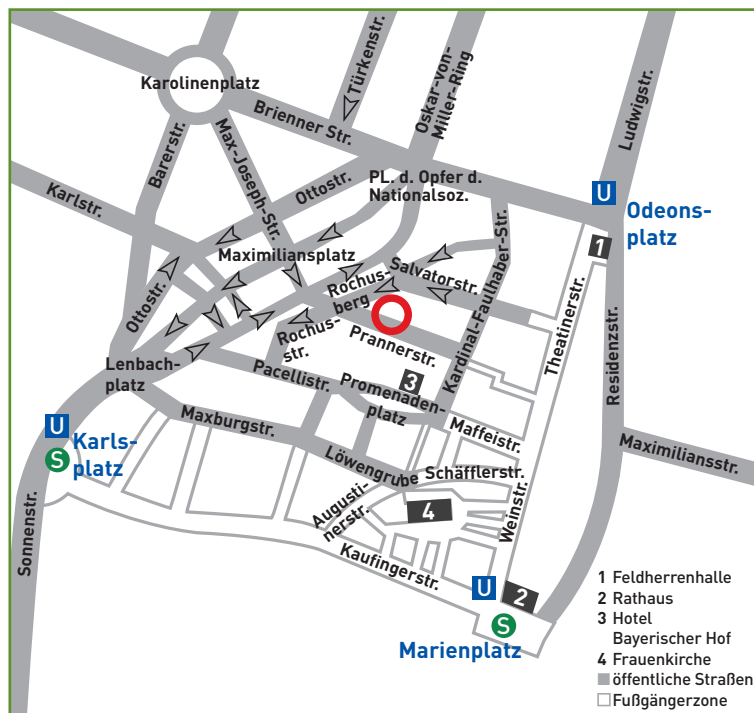 Karolinenplatz
Türkenstr.
Oskar-von-
Miller-Ring
Ludwigstr.
Brienner Str.
Barerstr.
Max-Joseph-Str.
Karlstr.
Ottostr.
PL. d. Opfer d.
Nationalsoz.
U
Odeons-
platz
1
Maximiliansplatz
Salvatorstr.
Kardinal-Faulhaber-Str.
Theatinerstr.
Residenzstr.
Ottostr.
Rochus-
berg
Rochus-
str.
Prannerstr.
Lenbach-
platz
Pacellistr.
3
Promenaden-
platz
Maxburgstr.
Maffeistr.
U
Karls-
platz
S
Löwengrube
Schäfflerstr.
Maximiliansstr.
Sonnenstr.
Augusti-
nerstr.
4
Weinstr.
Kaufingerstr.
U
2
S
Marienplatz
1 Feldherrenhalle
2 Rathaus
3 Hotel
Bayerischer Hof
4 Frauenkirche
öffentliche Straßen
Fußgängerzone